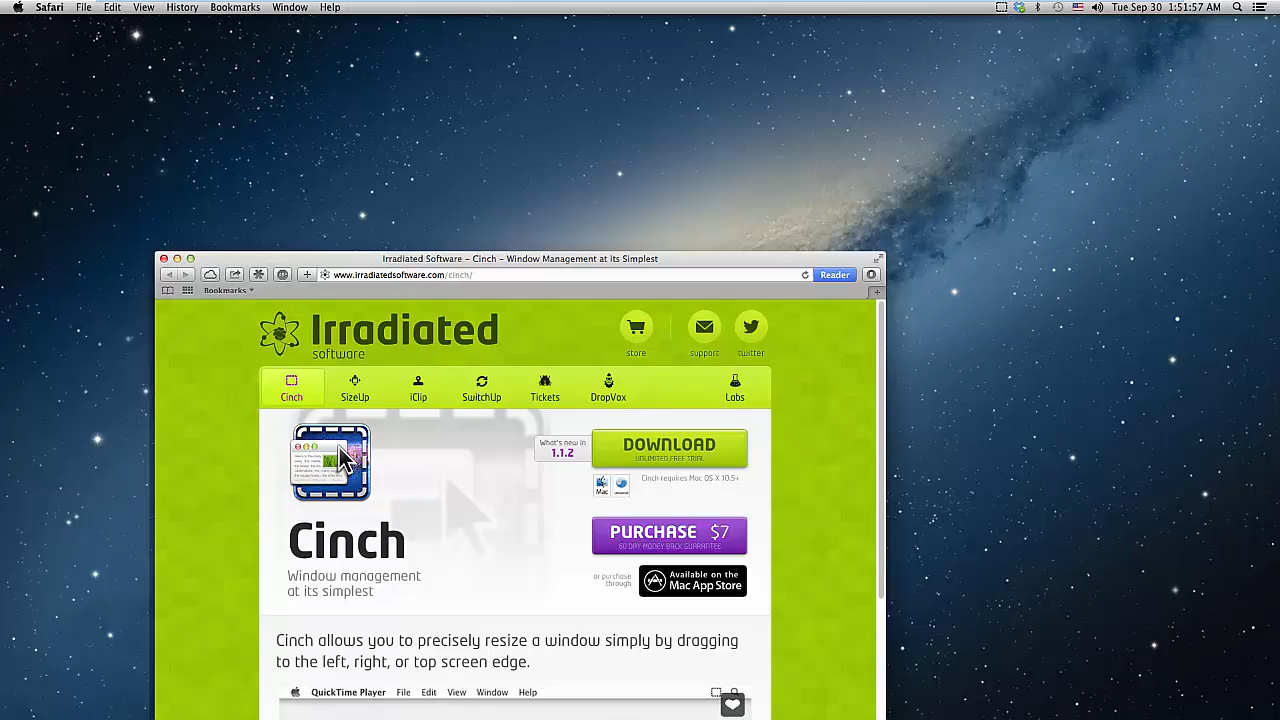 Safari File Edit View History Bookmarks Window Help Tue Sep 30 1:51:57 AM
Irradiated Software – Cinch – Window Management at its Simplest
www.irradiatedsoftware.com/cinch/ Reader
Bookmarks
Irradiated
software
store support twitter
Cinch SizeUp iClip SwitchUp Tickets DropVox Labs
What's new in
1.1.2
DOWNLOAD
UNLIMITED FREE TRIAL
Mac Universal
Cinch requires Mac OS X 10.5+
Cinch
PURCHASE $7
60 DAY MONEY BACK GUARANTEE
Window management
at its simplest
or purchase
through
Available on the
Mac App Store
Cinch allows you to precisely resize a window simply by dragging
to the left, right, or top screen edge.
QuickTime Player File Edit View Window Help